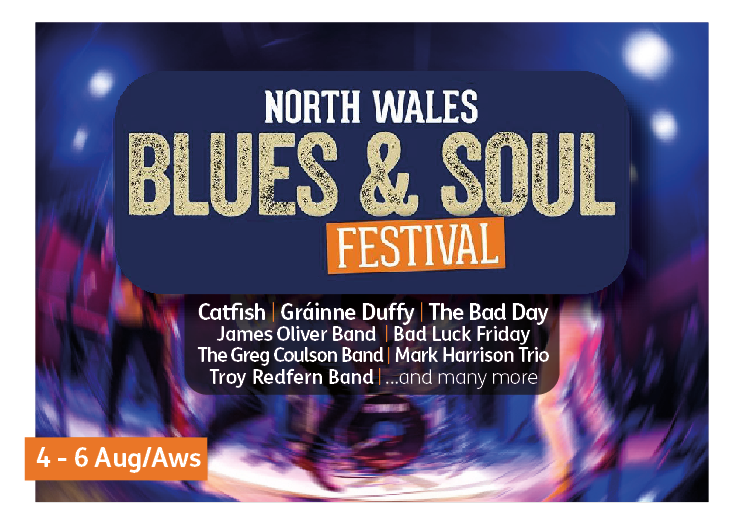 NORTH WALES
BLUES & SOUL
FESTIVAL
Catfish | Gráinne Duffy | The Bad Day
James Oliver Band | Bad Luck Friday
The Greg Coulson Band | Mark Harrison Trio
Troy Redfern Band | ...and many more
4 - 6 Aug/Aws